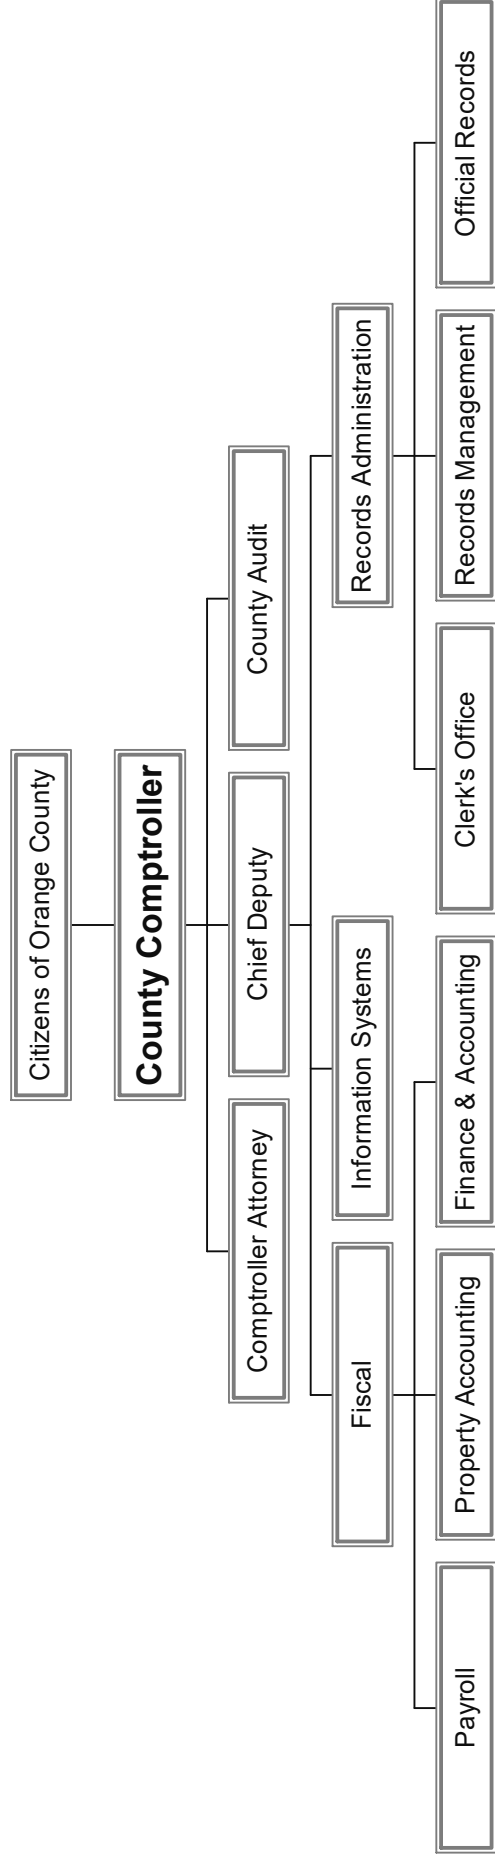 Citizens of Orange County
County Comptroller
Comptroller Attorney
Chief Deputy
County Audit
Fiscal
Information Systems
Records Administration
Payroll
Property Accounting
Finance & Accounting
Clerk's Office
Records Management
Official Records